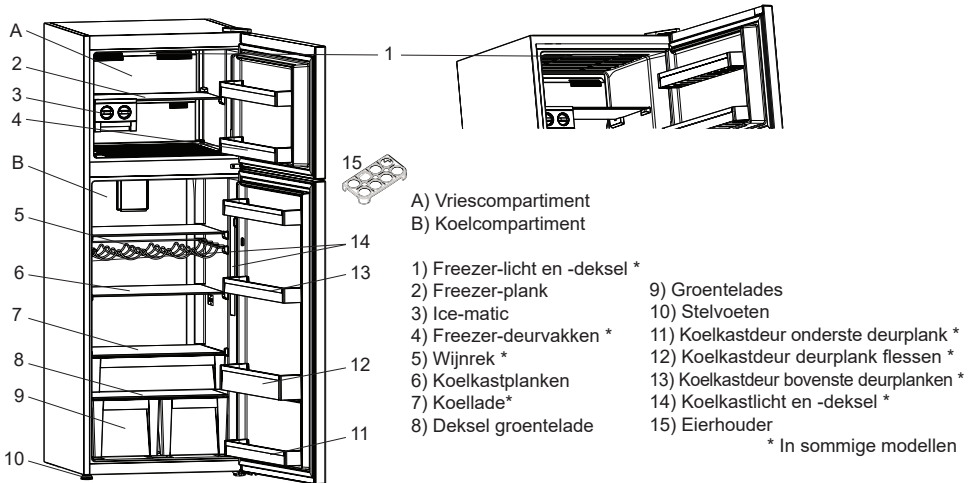 A
2
3
4
B
5
6
7
8
9
10
1
15
14
13
12
11
A) Vriescompartiment
B) Koelcompartiment
1) Freezer-licht en -deksel *
2) Freezer-plank
3) Ice-matic
4) Freezer-deurvakken *
5) Wijnrek *
6) Koelkastplanken
7) Koellade*
8) Deksel groentelade
9) Groentelades
10) Stelvoeten
11) Koelkastdeur onderste deurplank *
12) Koelkastdeur deurplank flessen *
13) Koelkastdeur bovenste deurplanken *
14) Koelkastlicht en -deksel *
15) Eierhouder
* In sommige modellen